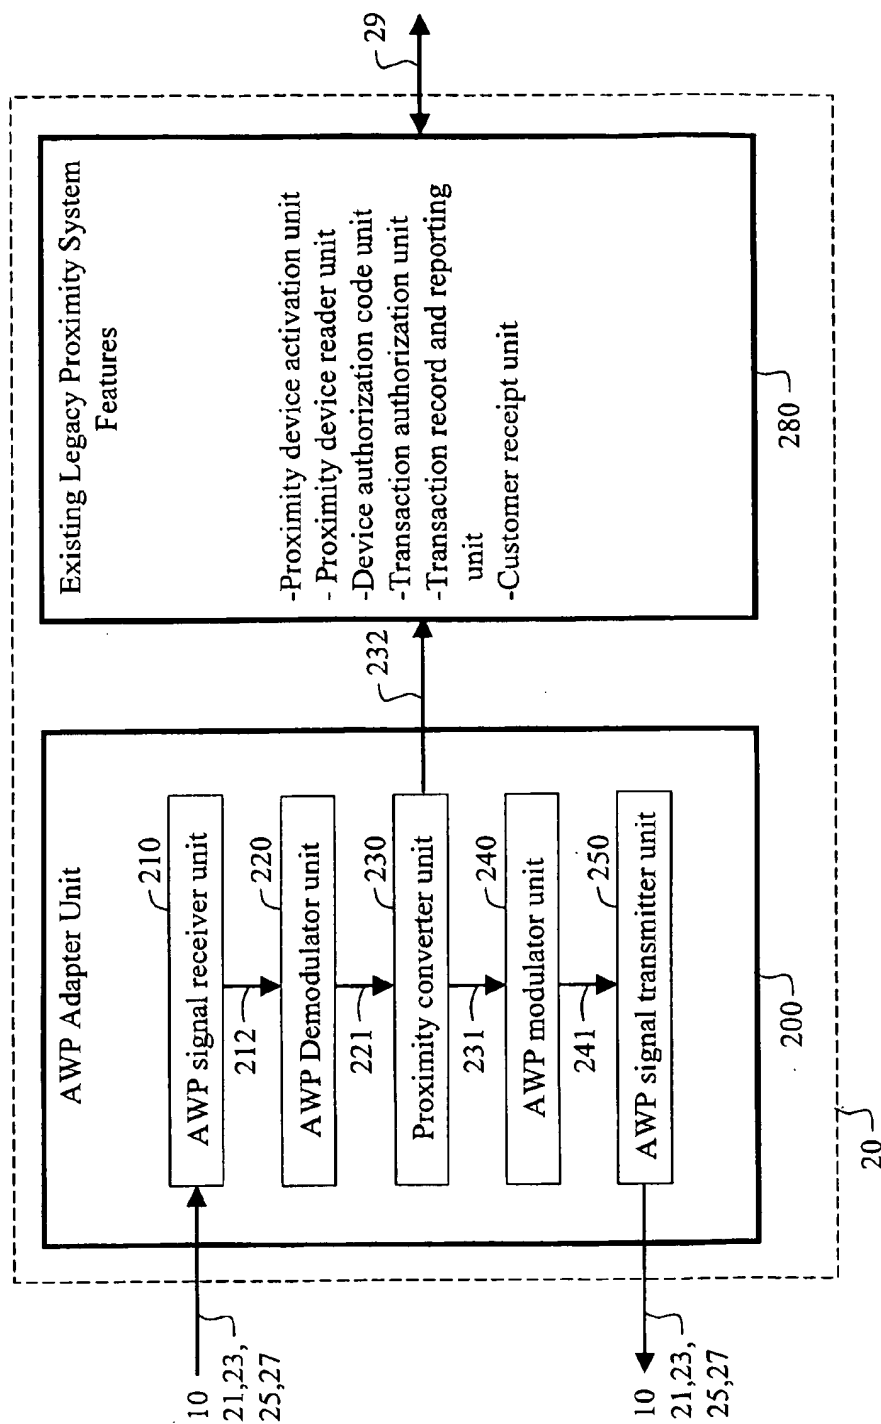 AWP Adapter Unit
10
21,23,
25,27
AWP signal receiver unit
210
212
AWP Demodulator unit
220
221
Proximity converter unit
230
232
231
AWP modulator unit
240
241
AWP signal transmitter unit
250
10
21,23,
25,27
200
20
Existing Legacy Proximity System
Features
-Proximity device activation unit
- Proximity device reader unit
-Device authorization code unit
-Transaction authorization unit
-Transaction record and reporting
unit
-Customer receipt unit
280
29